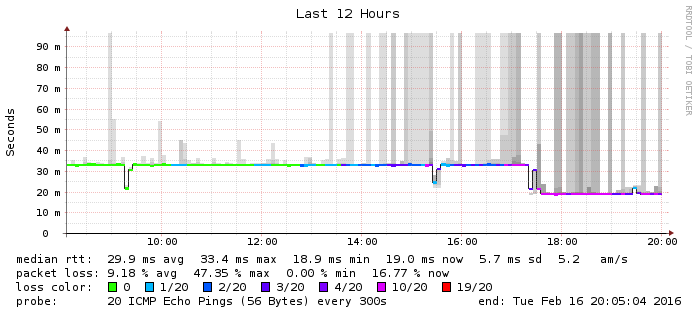 Last 12 Hours
RRDTOOL / TOBI OETIKER
Seconds
90 m
80 m
70 m
60 m
50 m
40 m
30 m
20 m
10 m
0
10:00 12:00 14:00 16:00 18:00 20:00
median rtt: 29.9 ms avg 33.4 ms max 18.9 ms min 19.0 ms now 5.7 ms sd 5.2 am/s
packet loss: 9.18 % avg 47.35 % max 0.00 % min 16.77 % now
loss color: 0 1/20 2/20 3/20 4/20 10/20 19/20
probe: 20 ICMP Echo Pings (56 Bytes) every 300s end: Tue Feb 16 20:05:04 2016